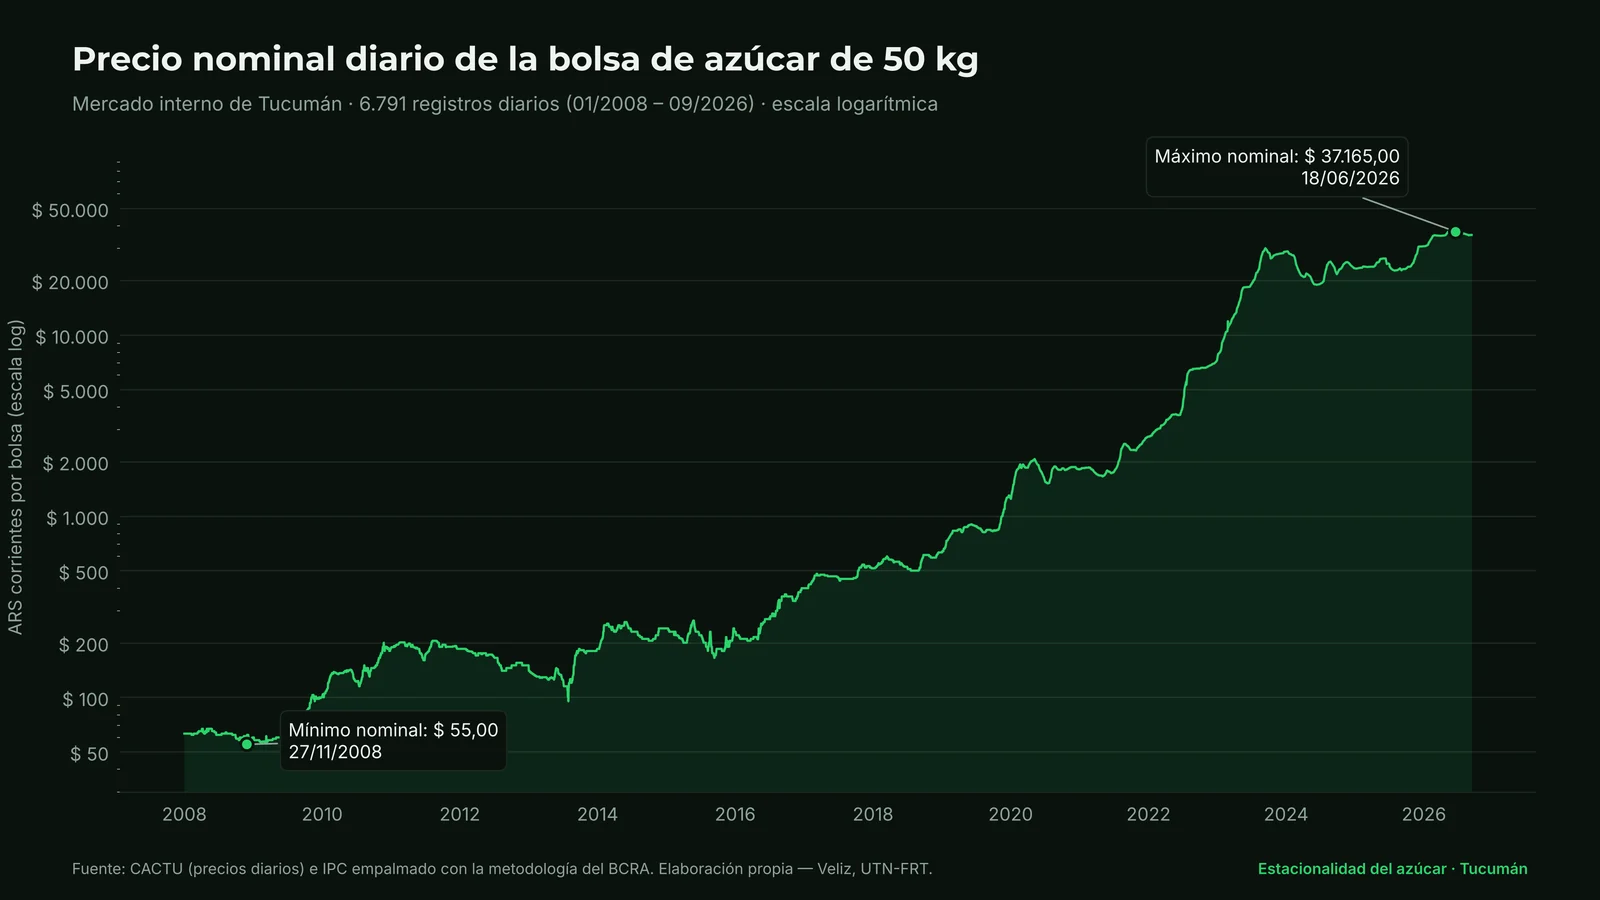 Precio nominal diario de la bolsa de azúcar de 50 kg
Mercado interno de Tucumán · 6.791 registros diarios (01/2008 – 09/2026) · escala logarítmica
Máximo nominal: $ 37.165,00
18/06/2026
ARS corrientes por bolsa (escala log)
$ 50.000
$ 20.000
$ 10.000
$ 5.000
$ 2.000
$ 1.000
$ 500
$ 200
$ 100
$ 50
Mínimo nominal: $ 55,00
27/11/2008
2008 2010 2012 2014 2016 2018 2020 2022 2024 2026
Fuente: CACTU (precios diarios) e IPC empalmado con la metodología del BCRA. Elaboración propia — Veliz, UTN-FRT.
Estacionalidad del azúcar · Tucumán